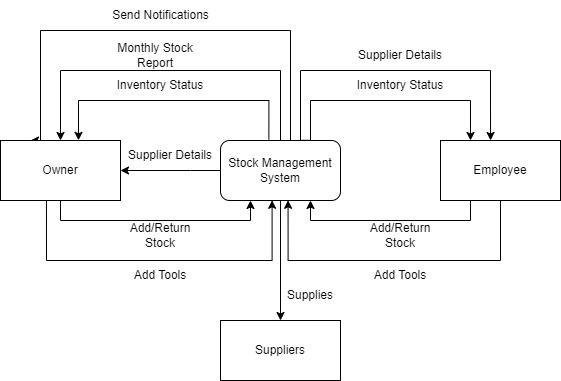 Send Notifications
Monthly Stock
Report
Supplier Details
Inventory Status
Inventory Status
Owner
Supplier Details
Stock Management
System
Employee
Add/Return
Stock
Add/Return
Stock
Add Tools
Add Tools
Supplies
Suppliers